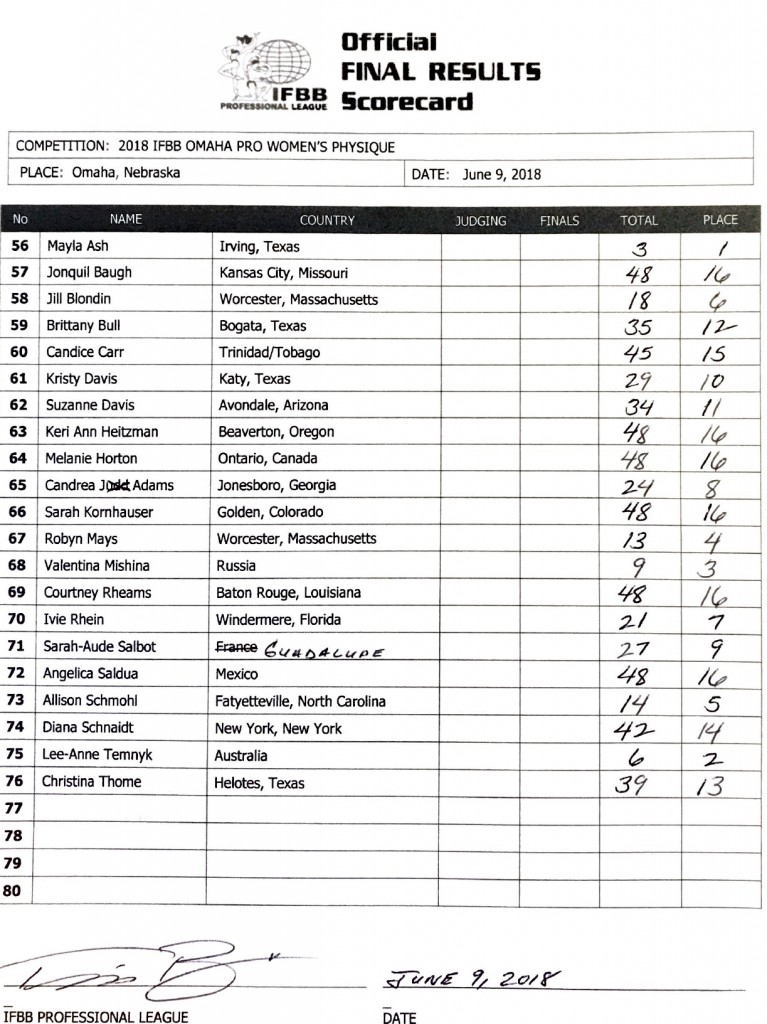 Official
FINAL RESULTS
Scorecard
IFBB
PROFESSIONAL LEAGUE
COMPETITION: 2018 IFBB OMAHA PRO WOMEN'S PHYSIQUE
PLACE: Omaha, Nebraska DATE: June 9, 2018
No NAME COUNTRY JUDGING FINALS TOTAL PLACE
56 Mayla Ash Irving, Texas 3 1
57 Jonquil Baugh Kansas City, Missouri 48 16
58 Jill Blondin Worcester, Massachusetts 18 6
59 Brittany Bull Bogata, Texas 35 12
60 Candice Carr Trinidad/Tobago 45 15
61 Kristy Davis Katy, Texas 29 10
62 Suzanne Davis Avondale, Arizona 34 11
63 Keri Ann Heitzman Beaverton, Oregon 48 16
64 Melanie Horton Ontario, Canada 48 16
65 Candrea Adams Jonesboro, Georgia 24 8
66 Sarah Kornhauser Golden, Colorado 48 16
67 Robyn Mays Worcester, Massachusetts 13 4
68 Valentina Mishina Russia 9 3
69 Courtney Rheams Baton Rouge, Louisiana 48 16
70 Ivie Rhein Windermere, Florida 21 7
71 Sarah-Aude Salbot France GUADALUPE 27 9
72 Angelica Saldua Mexico 48 16
73 Allison Schmohl Fatyetteville, North Carolina 14 5
74 Diana Schnaidt New York, New York 42 14
75 Lee-Anne Temnyk Australia 6 2
76 Christina Thome Helotes, Texas 39 13
77
78
79
80
JUNE 9, 2018
IFBB PROFESSIONAL LEAGUE DATE